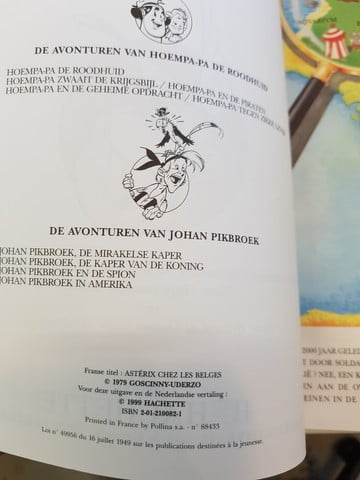 AQUARIUM
DE AVONTUREN VAN HOEMPA-PA DE ROODHUID
HOEMPA-PA DE ROODHUID
HOEMPA-PA ZWAAIT DE KRIJGSBIJL / HOEMPA-PA EN DE PIRATEN
HOEMPA-PA EN DE GEHEIME OPDRACHT / HOEMPA-PA TEGEN
DE AVONTUREN VAN JOHAN PIKBROEK
JOHAN PIKBROEK, DE MIRAKELSE KAPER
JOHAN PIKBROEK, DE KAPER VAN DE KONING
JOHAN PIKBROEK EN DE SPION
JOHAN PIKBROEK IN AMERIKA
Franse titel : ASTÉRIX CHEZ LES BELGES
© 1979 GOSCINNY-UDERZO
Voor deze uitgave en de Nederlandse vertaling :
© 1999 HACHETTE
ISBN 2-01-210082-1
Printed in France by Pollina s.a. - n° 88433
Loi n° 49956 du 16 juillet 1949 sur les publications destinées à la jeunesse.
2000 JAAR GELED
T DOOR SOLDA
? NEE, EEN K
EN AAN DE OV
EINEN IN DE